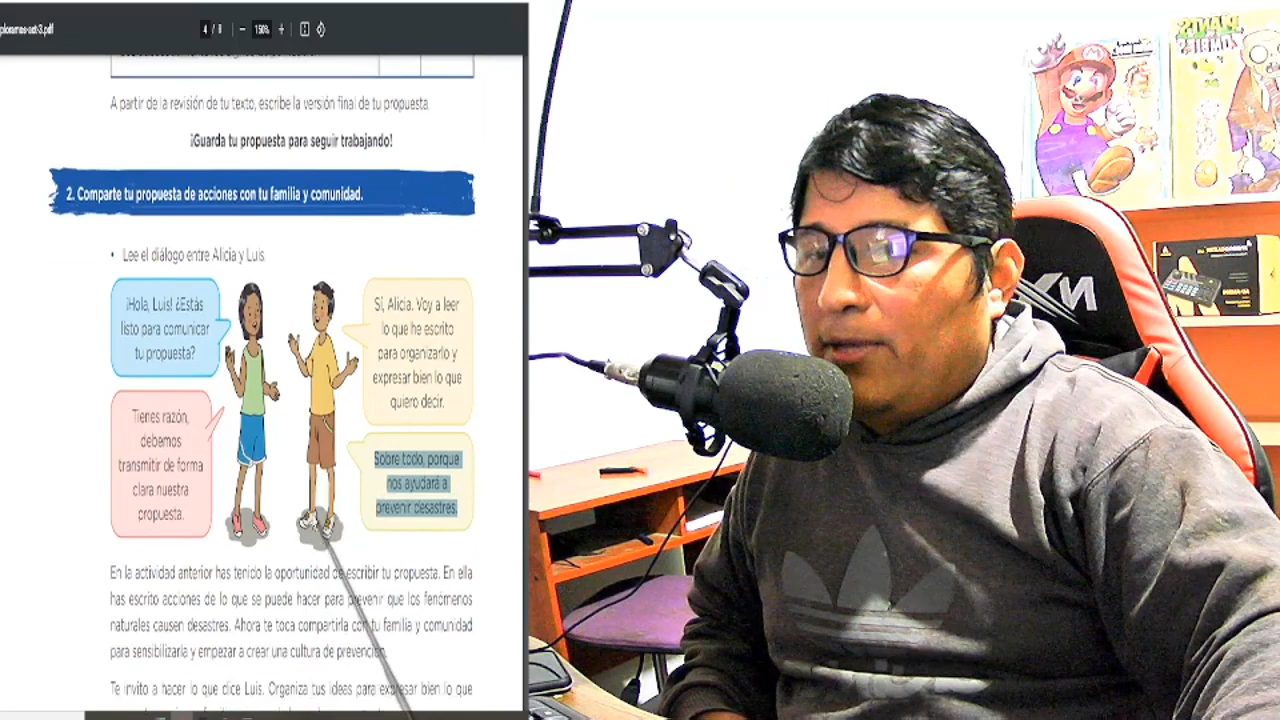 ploramos-act-3.pdf
4 / 8
150%
A partir de la revisión de tu texto, escribe la versión final de tu propuesta.
¡Guarda tu propuesta para seguir trabajando!
2. Comparte tu propuesta de acciones con tu familia y comunidad.
• Lee el diálogo entre Alicia y Luis.
¡Hola, Luis! ¿Estás
listo para comunicar
tu propuesta?
Sí, Alicia. Voy a leer
lo que he escrito
para organizarlo y
expresar bien lo que
quiero decir.
Tienes razón,
debemos
transmitir de forma
clara nuestra
propuesta.
Sobre todo, porque
nos ayudará a
prevenir desastres.
En la actividad anterior has tenido la oportunidad de escribir tu propuesta. En ella
has escrito acciones de lo que se puede hacer para prevenir que los fenómenos
naturales causen desastres. Ahora te toca compartirla con tu familia y comunidad
para sensibilizarla y empezar a crear una cultura de prevención.
Te invito a hacer lo que dice Luis. Organiza tus ideas para expresar bien lo que